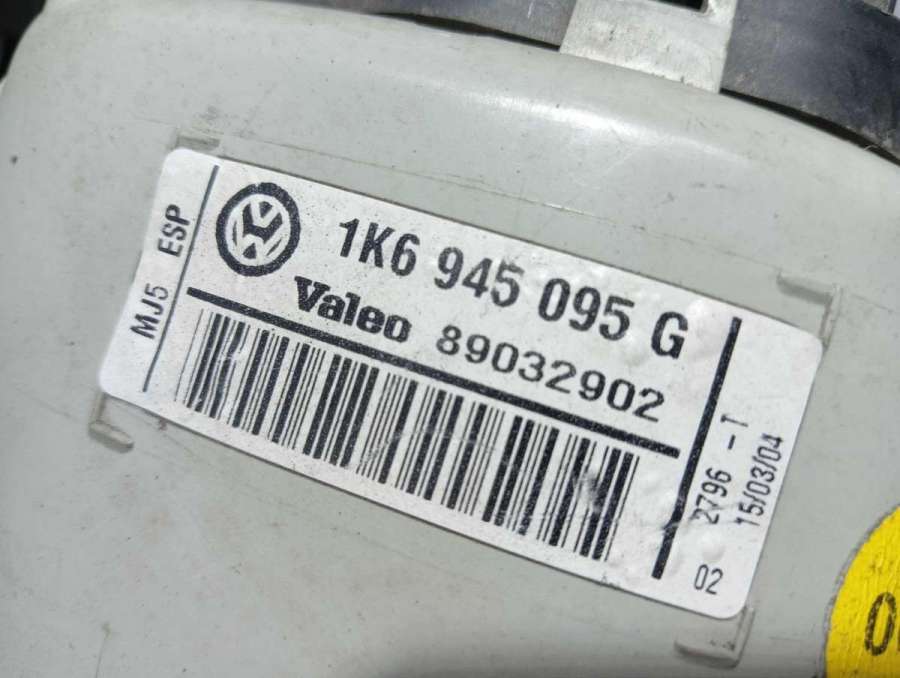 MJ5 ESP
1K6 945 095 G
Valeo 89032902
2796 - T
15/03/04
02